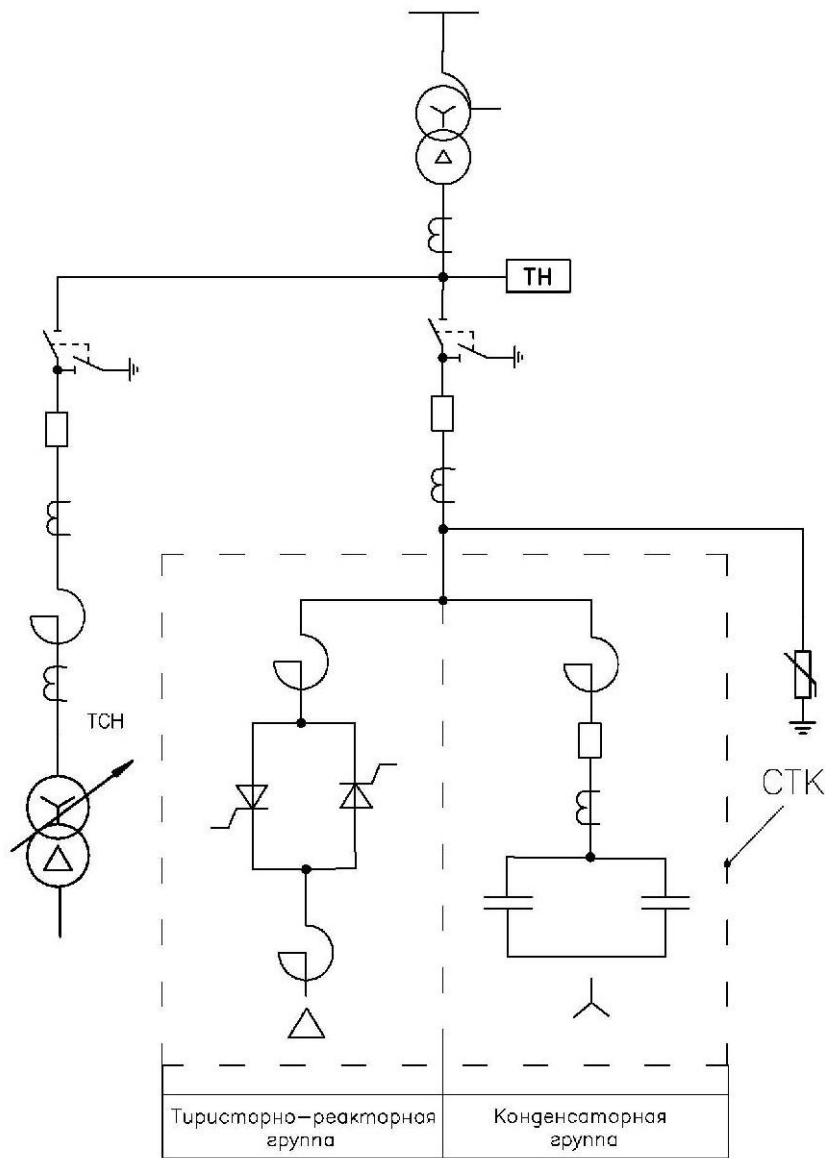 ТН
ТСН
СТК
Тиристорно-реакторная
группа
Конденсаторная
группа